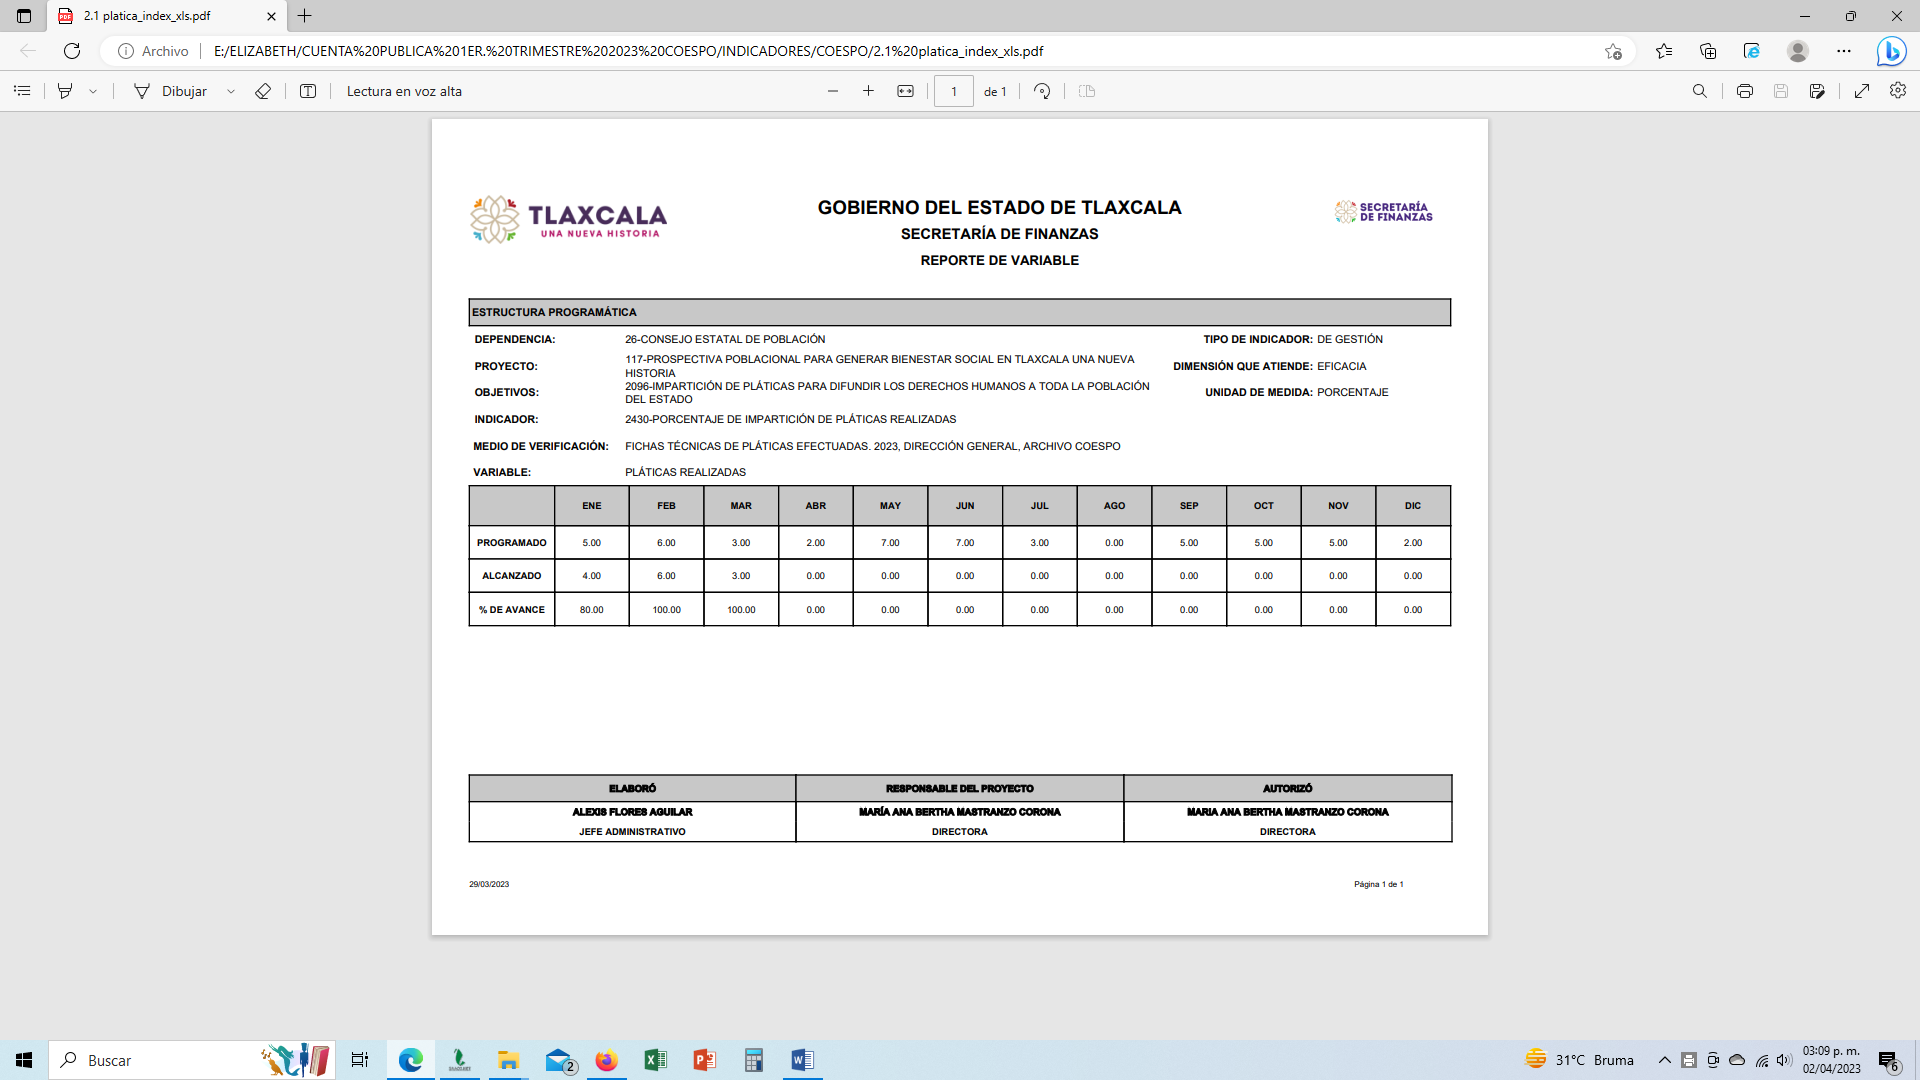 2.1 platica_index_xls.pdf
Archivo
E:/ELIZABETH/CUENTA%20PUBLICA%201ER.%20TRIMESTRE%202023%20COESPO/INDICADORES/COESPO/2.1%20platica_index_xls.pdf
Dibujar
Lectura en voz alta
1 de 1
TLAXCALA
UNA NUEVA HISTORIA
GOBIERNO DEL ESTADO DE TLAXCALA
SECRETARÍA DE FINANZAS
REPORTE DE VARIABLE
SECRETARÍA
DE FINANZAS
ESTRUCTURA PROGRAMÁTICA
DEPENDENCIA: 26-CONSEJO ESTATAL DE POBLACIÓN TIPO DE INDICADOR: DE GESTIÓN
PROYECTO: 117-PROSPECTIVA POBLACIONAL PARA GENERAR BIENESTAR SOCIAL EN TLAXCALA UNA NUEVA
HISTORIA
DIMENSIÓN QUE ATIENDE: EFICACIA
OBJETIVOS: 2096-IMPARTICIÓN DE PLÁTICAS PARA DIFUNDIR LOS DERECHOS HUMANOS A TODA LA POBLACIÓN
DEL ESTADO
UNIDAD DE MEDIDA: PORCENTAJE
INDICADOR: 2430-PORCENTAJE DE IMPARTICIÓN DE PLÁTICAS REALIZADAS
MEDIO DE VERIFICACIÓN: FICHAS TÉCNICAS DE PLÁTICAS EFECTUADAS. 2023, DIRECCIÓN GENERAL, ARCHIVO COESPO
VARIABLE: PLÁTICAS REALIZADAS
ENE FEB MAR ABR MAY JUN JUL AGO SEP OCT NOV DIC
PROGRAMADO 5.00 6.00 3.00 2.00 7.00 7.00 3.00 0.00 5.00 5.00 5.00 2.00
ALCANZADO 4.00 6.00 3.00 0.00 0.00 0.00 0.00 0.00 0.00 0.00 0.00 0.00
% DE AVANCE 80.00 100.00 100.00 0.00 0.00 0.00 0.00 0.00 0.00 0.00 0.00 0.00
ELABORÓ RESPONSABLE DEL PROYECTO AUTORIZÓ
ALEXIS FLORES AGUILAR MARÍA ANA BERTHA MASTRANZO CORONA MARIA ANA BERTHA MASTRANZO CORONA
JEFE ADMINISTRATIVO DIRECTORA DIRECTORA
29/03/2023 Página 1 de 1
Buscar
2
31°C Bruma
03:09 p. m.
02/04/2023
6